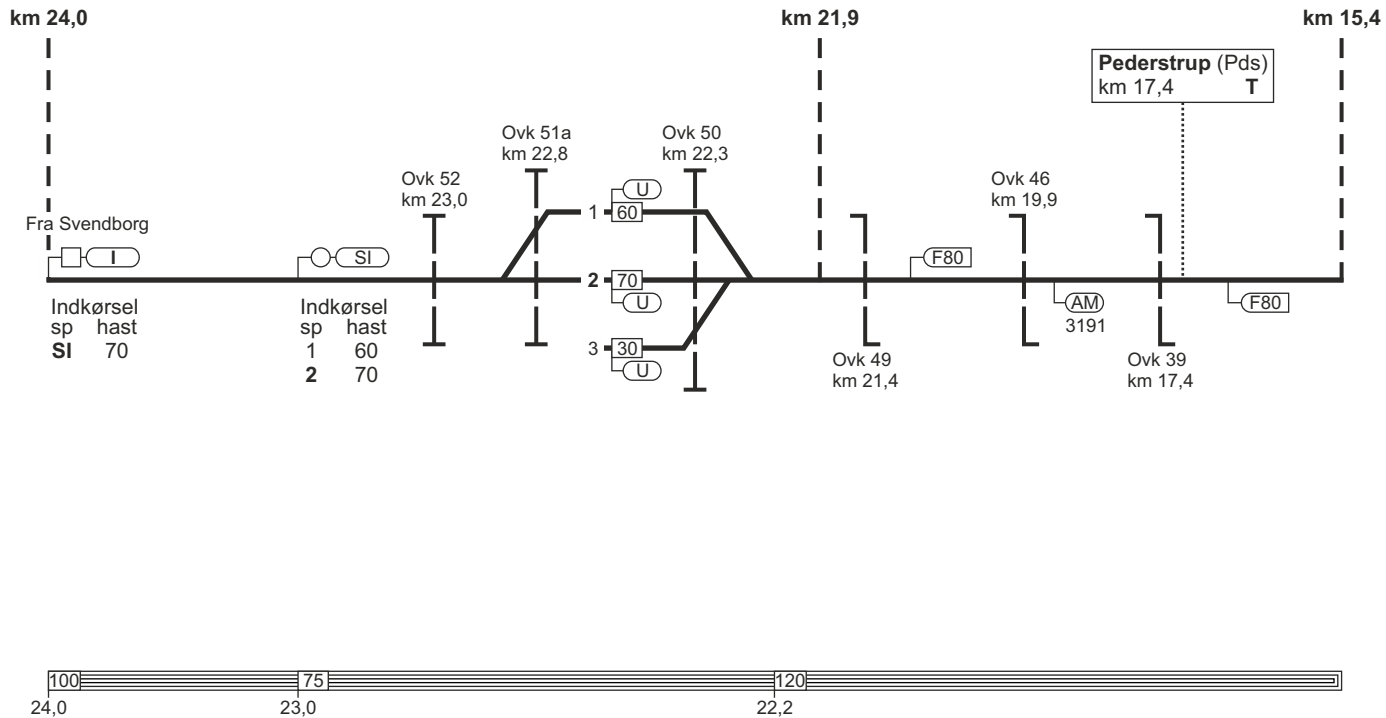 km 24,0
km 21,9
km 15,4
Pederstrup (Pds)
km 17,4 T
Ovk 51a
km 22,8
Ovk 50
km 22,3
Ovk 52
km 23,0
Ovk 46
km 19,9
U
1 60
Fra Svendborg
I
SI
F80
2 70
U
AM
3191
F80
Indkørsel
sp hast
SI 70
Indkørsel
sp hast
1 60
2 70
3 30
U
Ovk 49
km 21,4
Ovk 39
km 17,4
100
75
120
24,0
23,0
22,2